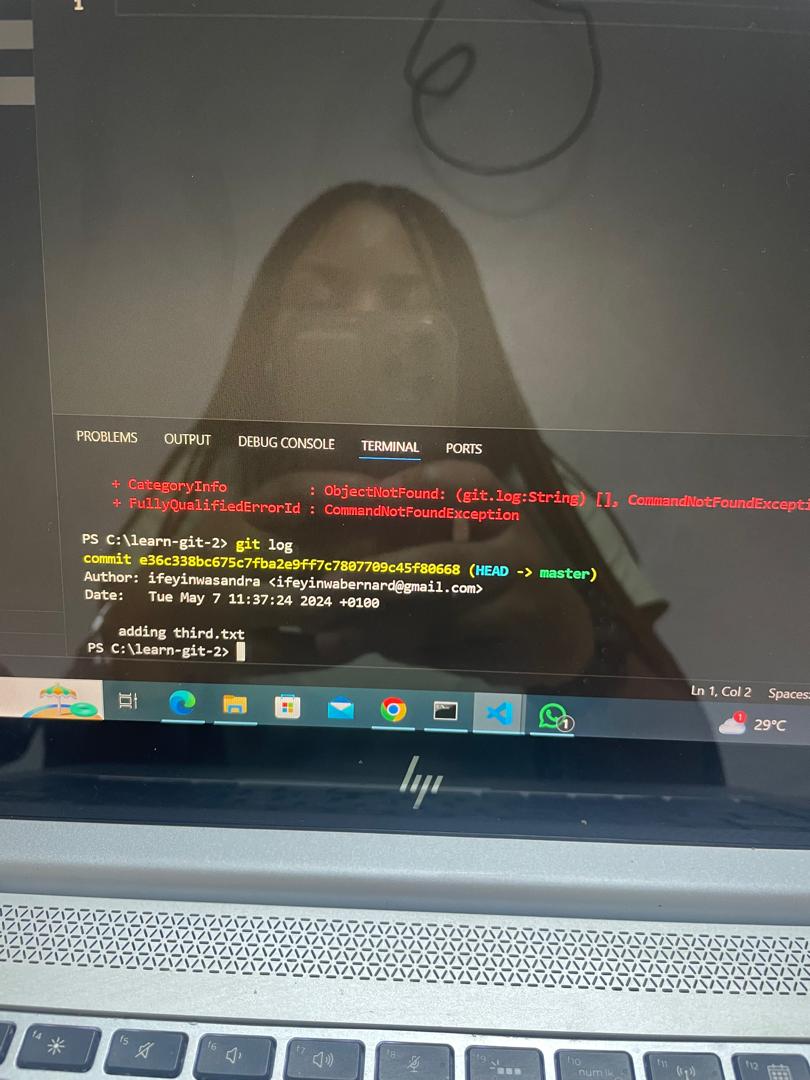 1
PROBLEMS OUTPUT DEBUG CONSOLE TERMINAL PORTS
+ CategoryInfo : ObjectNotFound: (git.log:String) [], CommandNotFoundExcepti
+ FullyQualifiedErrorId : CommandNotFoundException
PS C:\learn-git-2> git log
commit e36c338bc675c7fba2e9ff7c7807709c45f80668 (HEAD -> master)
Author: ifeyinwasandra <ifeyinwabernard@gmail.com>
Date: Tue May 7 11:37:24 2024 +0100
adding third.txt
PS C:\learn-git-2>
Ln 1, Col 2 Spaces:
1 1 29°C
hp
f4 f5 f6 f7 f8 f9 f10 f11 f12
num lk